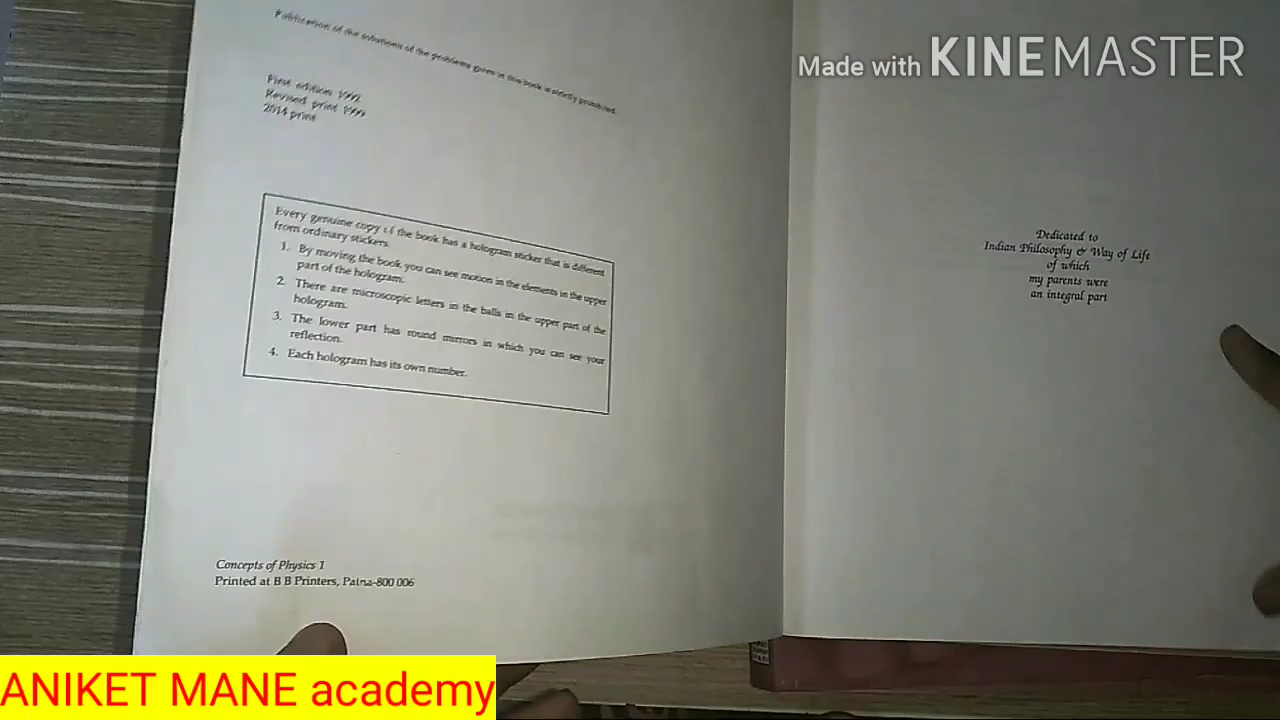 Publication of the solutions of the problems given in this book is strictly prohibited.
First edition 1992
Revised print 1999
2014 print
Every genuine copy of the book has a hologram sticker that is different
from ordinary stickers.
1. By moving the book you can see motion in the elements in the upper
part of the hologram.
2. There are microscopic letters in the balls in the upper part of the
hologram.
3. The lower part has round mirrors in which you can see your
reflection.
4. Each hologram has its own number.
Concepts of Physics 1
Printed at B B Printers, Patna-800 006
Made with KINEMASTER
Dedicated to
Indian Philosophy & Way of Life
of which
my parents were
an integral part
ANIKET MANE academy